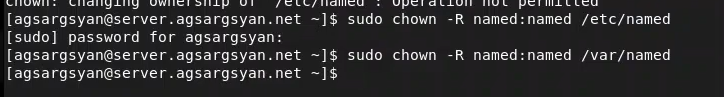 chown: changing ownership of '/etc/named': Operation not permitted
[agsargsyan@server.agsargsyan.net ~]$ sudo chown -R named:named /etc/named
[sudo] password for agsargsyan:
[agsargsyan@server.agsargsyan.net ~]$ sudo chown -R named:named /var/named
[agsargsyan@server.agsargsyan.net ~]$